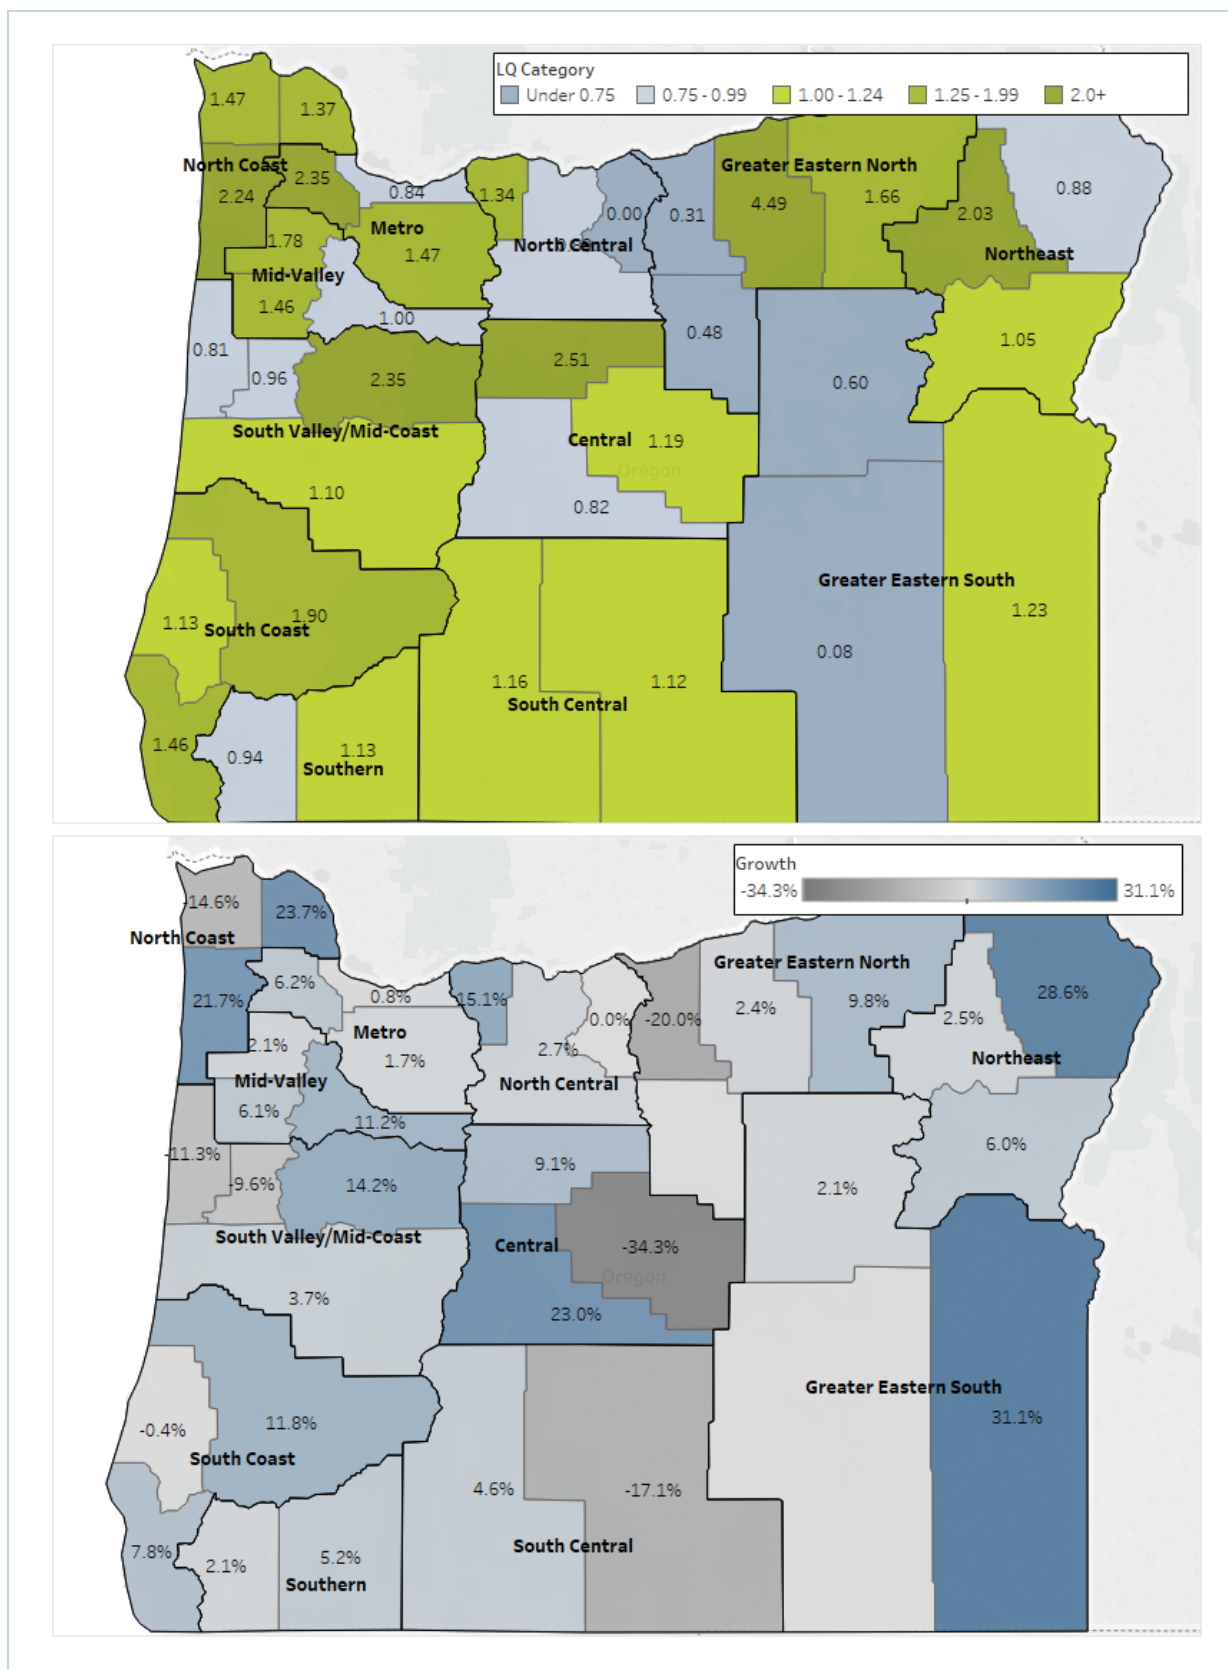 LQ Category
Under 0.75 0.75 - 0.99 1.00 - 1.24 1.25 - 1.99 2.0+
1.47
1.37
North Coast
2.24
2.35
0.84
1.34
0.00
0.31
Greater Eastern North
4.49
1.66
2.03
0.88
Metro
1.47
1.78
Mid-Valley
1.46
1.00
North Central
Northeast
0.81
0.96
2.35
2.51
0.48
0.60
1.05
South Valley/Mid-Coast
Central
1.19
Oregon
1.10
0.82
Greater Eastern South
1.23
1.13
1.90
South Coast
0.08
1.16
1.12
South Central
1.46
0.94
1.13
Southern
Growth
-34.3% 31.1%
-14.6%
23.7%
North Coast
21.7%
6.2%
0.8%
15.1%
0.0%
-20.0%
Greater Eastern North
2.4%
9.8%
2.5%
28.6%
Metro
1.7%
2.1%
Mid-Valley
6.1%
11.2%
2.7%
North Central
Northeast
-11.3%
-9.6%
14.2%
9.1%
2.1%
6.0%
South Valley/Mid-Coast
Central
-34.3%
Oregon
3.7%
23.0%
Greater Eastern South
31.1%
-0.4%
11.8%
South Coast
4.6%
-17.1%
South Central
7.8%
2.1%
5.2%
Southern